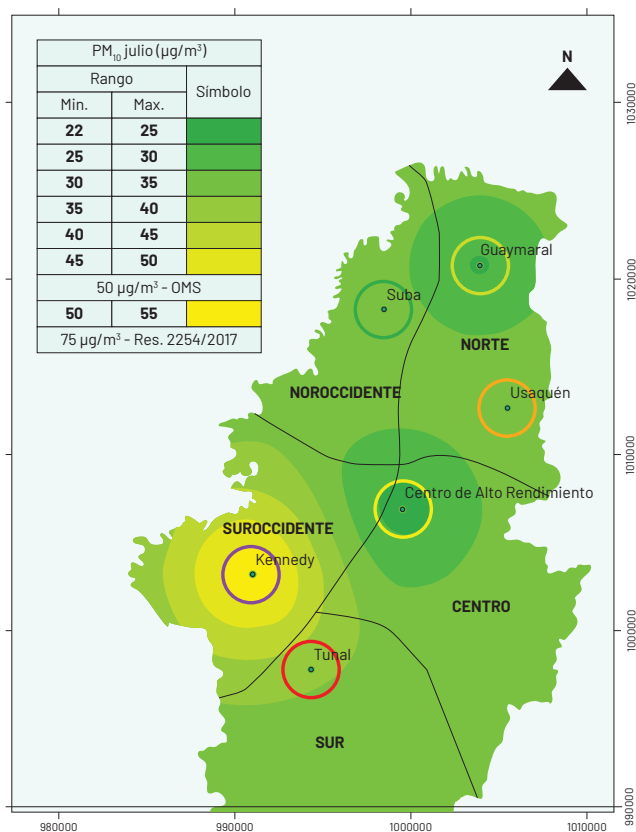 PM₁₀ julio (µg/m³)
Rango
Símbolo
Min.
Max.
22 25
25 30
30 35
35 40
40 45
45 50
50 µg/m³ - OMS
50 55
75 µg/m³ - Res. 2254/2017
N
Guaymaral
Suba
NORTE
NOROCCIDENTE
Usaquén
Centro de Alto Rendimiento
SUROCCIDENTE
Kennedy
CENTRO
Tunal
SUR
1030000
1020000
1010000
1000000
990000
980000 990000 1000000 1010000